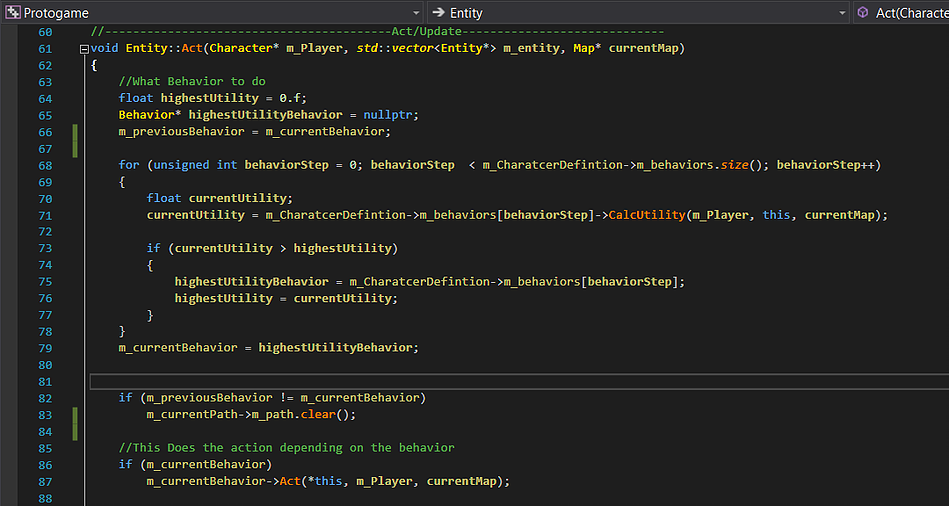 Protogame
Entity
Act(Characte
60 //-----------------------------------------Act/Update-----------------------------
61 void Entity::Act(Character* m_Player, std::vector<Entity*> m_entity, Map* currentMap)
62 {
63 //What Behavior to do
64 float highestUtility = 0.f;
65 Behavior* highestUtilityBehavior = nullptr;
66 m_previousBehavior = m_currentBehavior;
67
68 for (unsigned int behaviorStep = 0; behaviorStep < m_CharatcerDefintion->m_behaviors.size(); behaviorStep++)
69 {
70 float currentUtility;
71 currentUtility = m_CharatcerDefintion->m_behaviors[behaviorStep]->CalcUtility(m_Player, this, currentMap);
72
73 if (currentUtility > highestUtility)
74 {
75 highestUtilityBehavior = m_CharatcerDefintion->m_behaviors[behaviorStep];
76 highestUtility = currentUtility;
77 }
78 }
79 m_currentBehavior = highestUtilityBehavior;
80
81
82 if (m_previousBehavior != m_currentBehavior)
83 m_currentPath->m_path.clear();
84
85 //This Does the action depending on the behavior
86 if (m_currentBehavior)
87 m_currentBehavior->Act(*this, m_Player, currentMap);
88